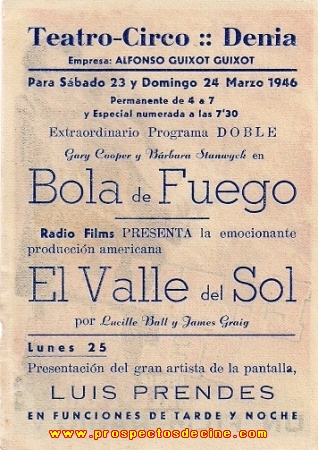 Teatro-Circo :: Denia
Empresa: ALFONSO GUIXOT GUIXOT
Para Sábado 23 y Domingo 24 Marzo 1946
Permanente de 4 a 7
y Especial numerada a las 7'30
Extraordinario Programa DOBLE
Gary Cooper y Bárbara Stanwyck en
Bola de Fuego
Radio Films PRESENTA la emocionante
producción americana
El Valle del Sol
por Lucille Ball y James Graig
Lunes 25
Presentación del gran artista de la pantalla,
LUIS PRENDES
EN FUNCIONES DE TARDE Y NOCHE
www.prospectosdecine.com